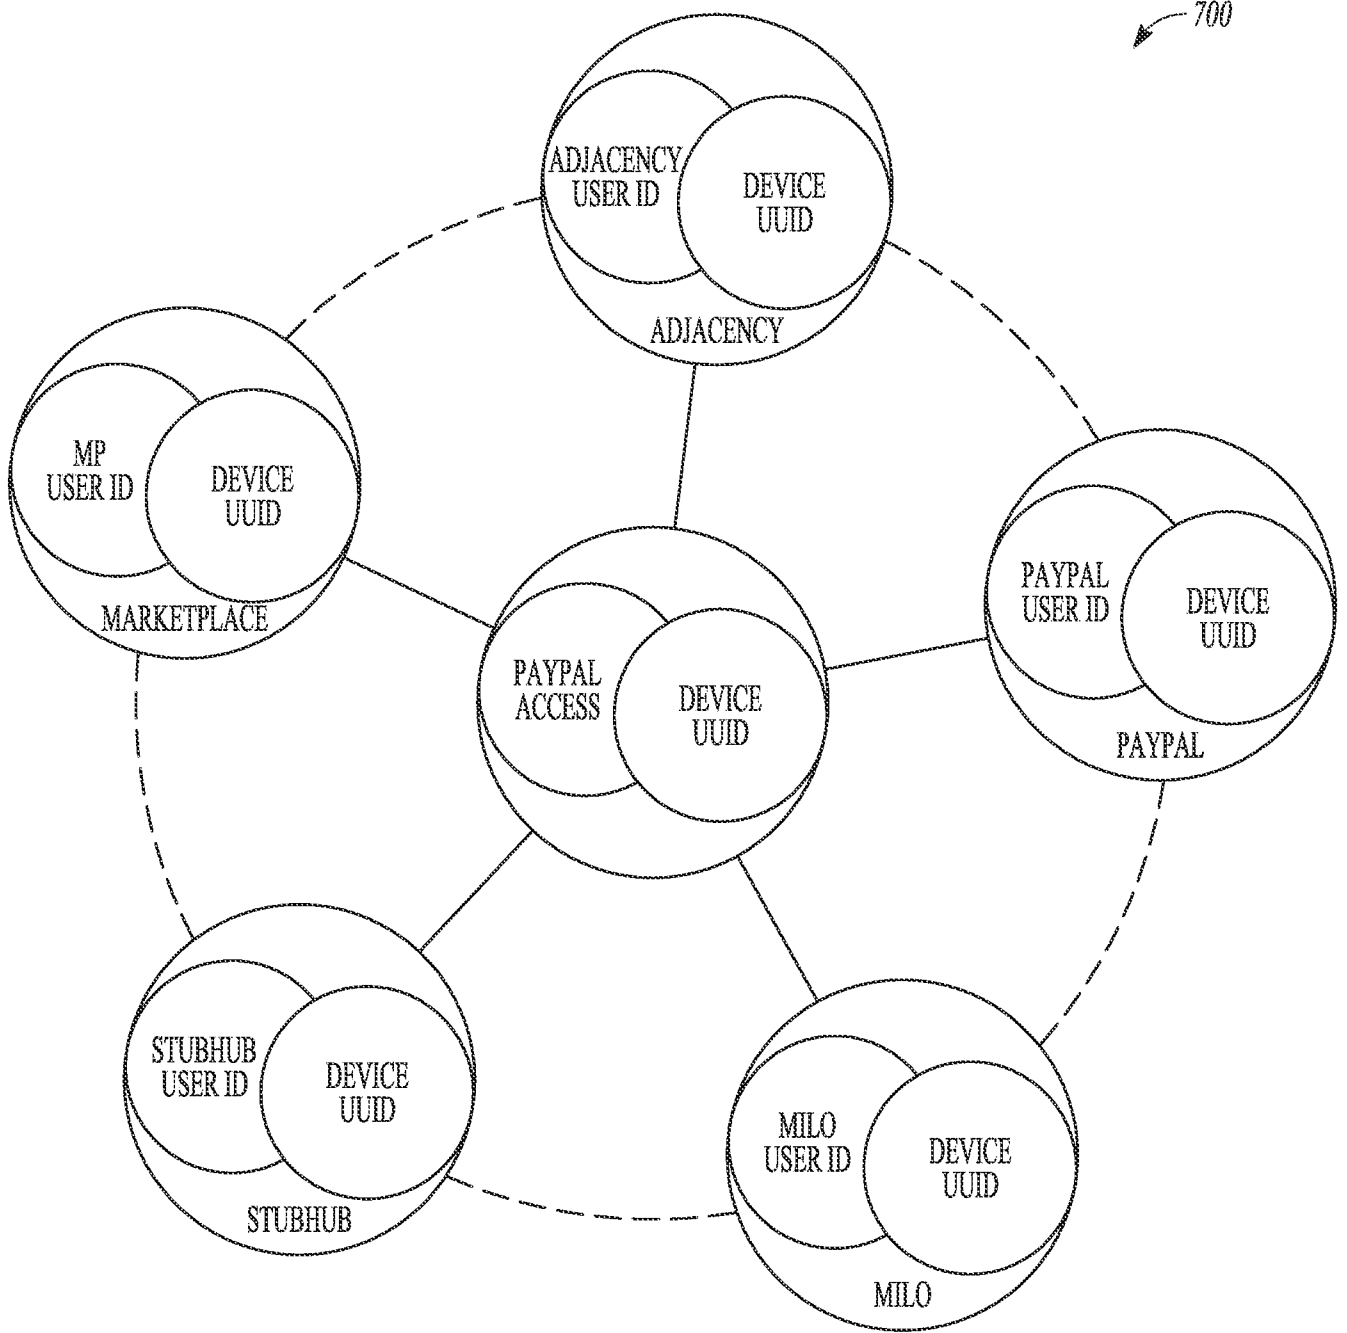 700
ADJACENCY
USER ID
DEVICE
UUID
ADJACENCY
MP
USER ID
DEVICE
UUID
MARKETPLACE
PAYPAL
USER ID
DEVICE
UUID
PAYPAL
PAYPAL
ACCESS
DEVICE
UUID
STUBHUB
USER ID
DEVICE
UUID
STUBHUB
MILO
USER ID
DEVICE
UUID
MILO